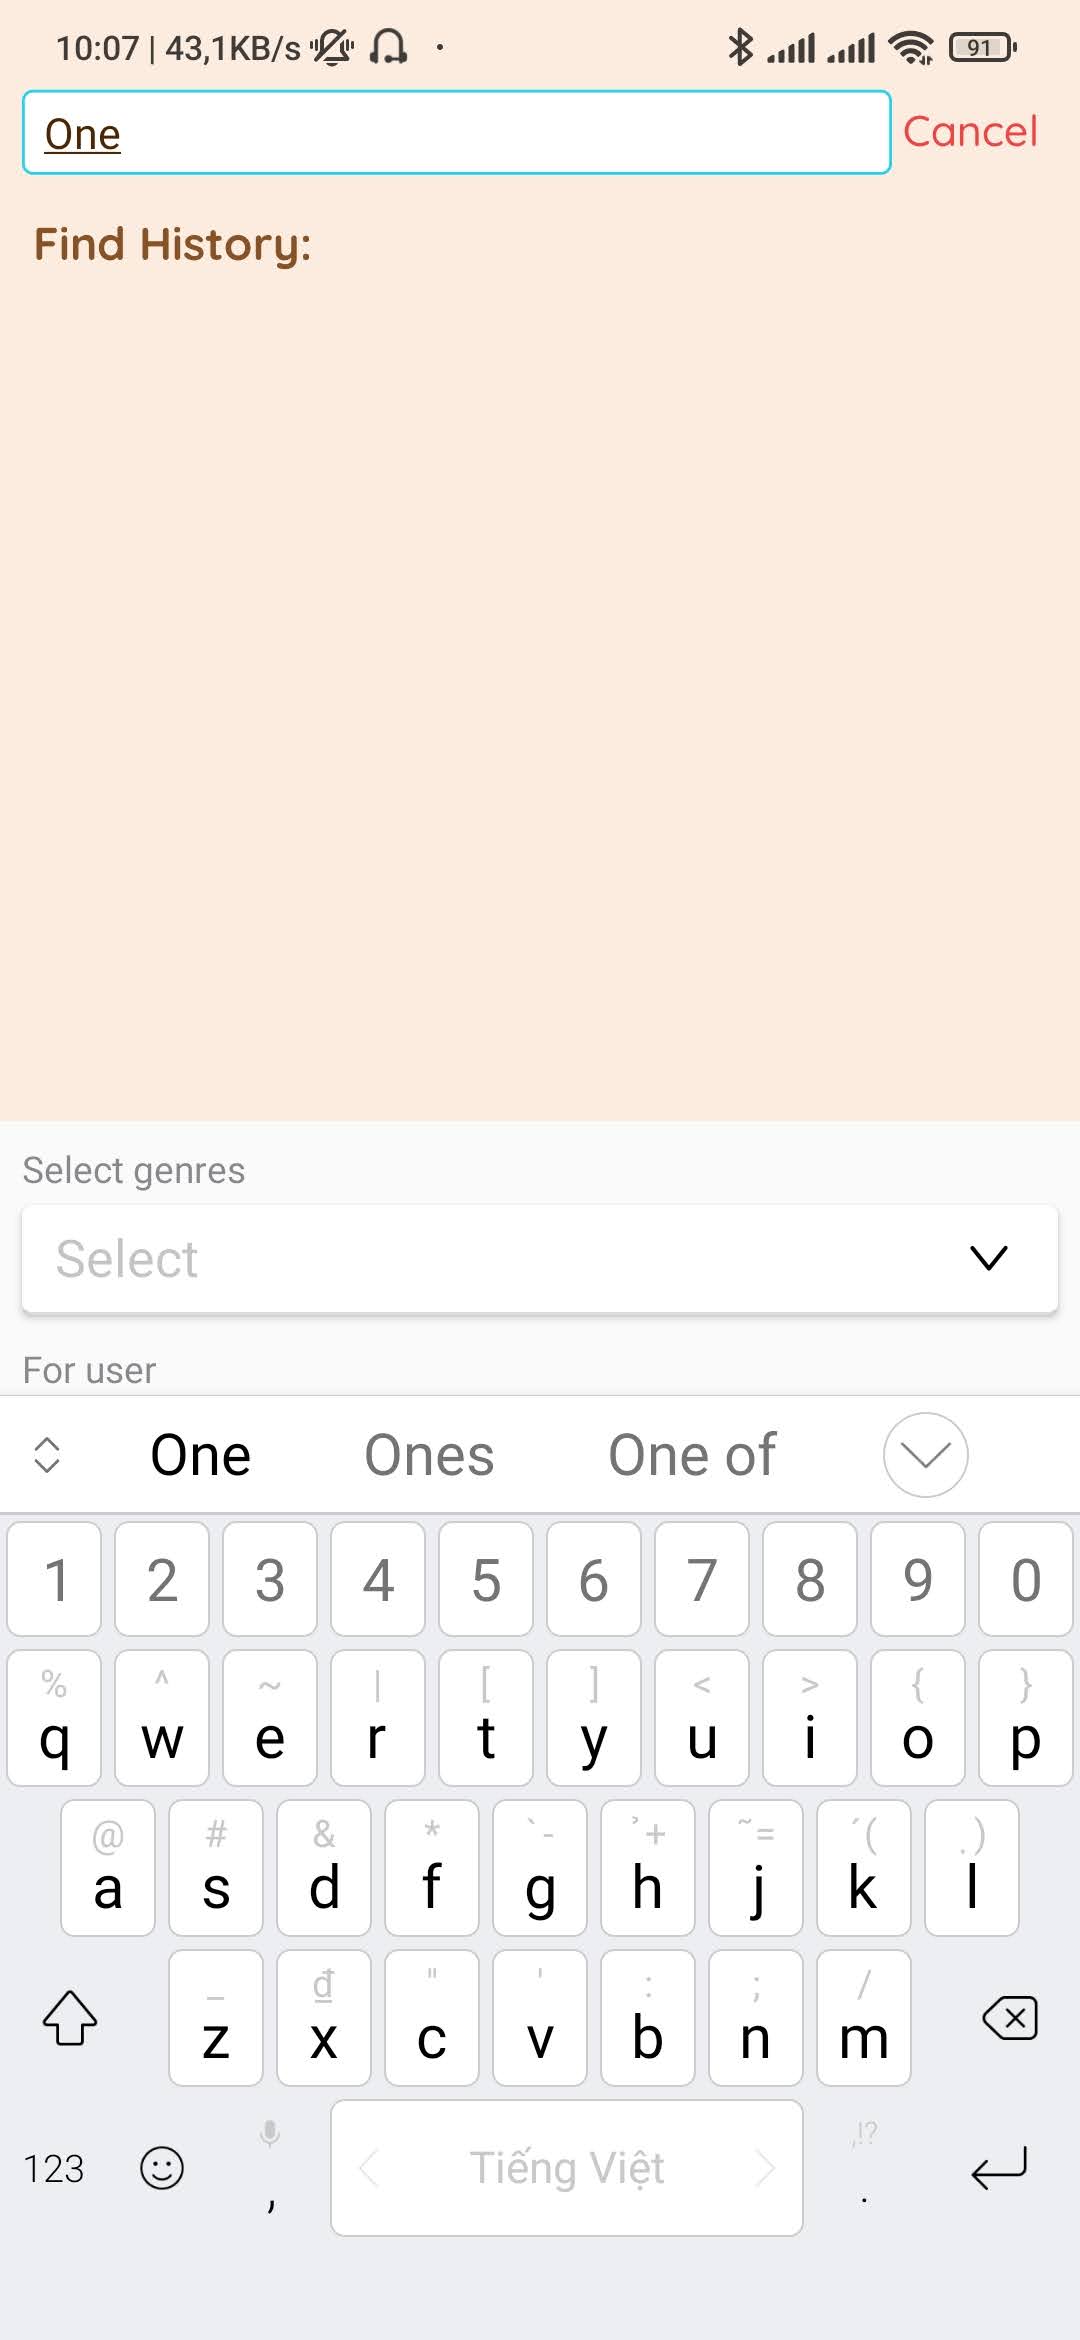 10:07 | 43,1KB/s
91
One
Cancel
Find History:
Select genres
Select
For user
One Ones One of
1 2 3 4 5 6 7 8 9 0
% ^ ~ | [ ] < > { }
q w e r t y u i o p
@ # & * `- ̉+ ~= ´( .)
a s d f g h j k l
_ đ " ' : ; /
z x c v b n m
,!?
123 , Tiếng Việt .